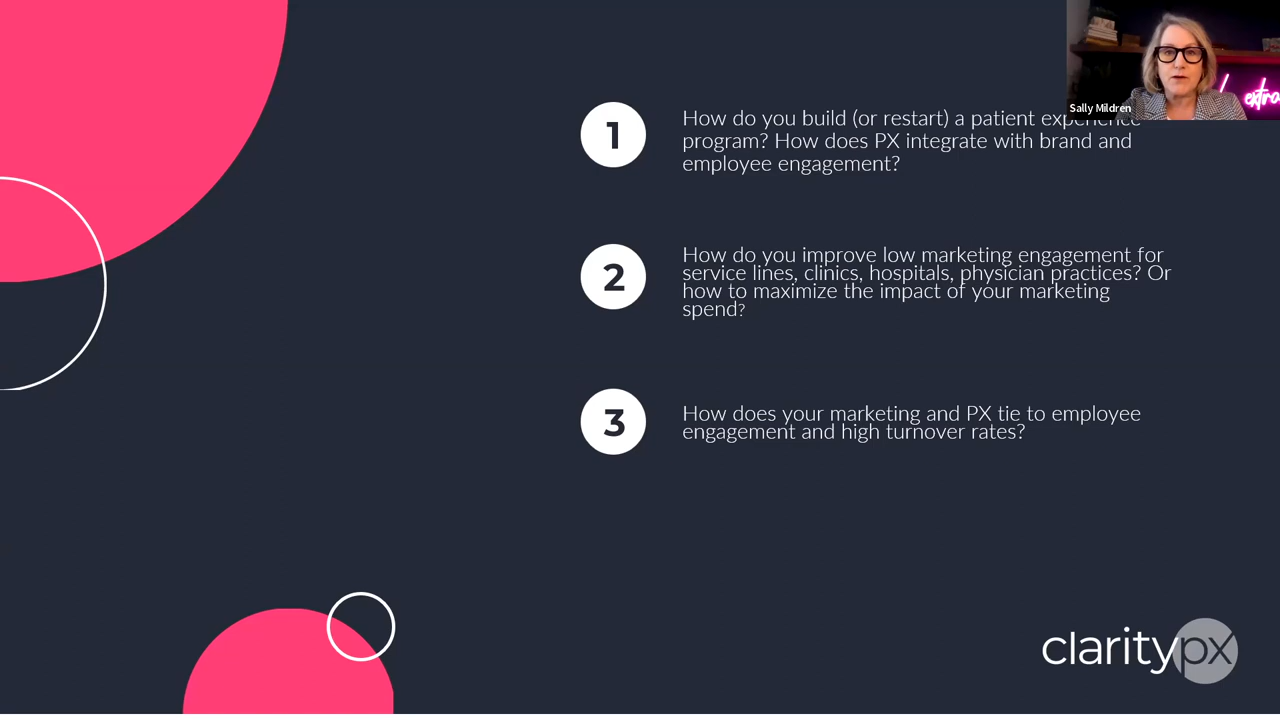 Sally Mildren
1
How do you build (or restart) a patient experience
program? How does PX integrate with brand and
employee engagement?
2
How do you improve low marketing engagement for
service lines, clinics, hospitals, physician practices? Or
how to maximize the impact of your marketing
spend?
3
How does your marketing and PX tie to employee
engagement and high turnover rates?
claritypx